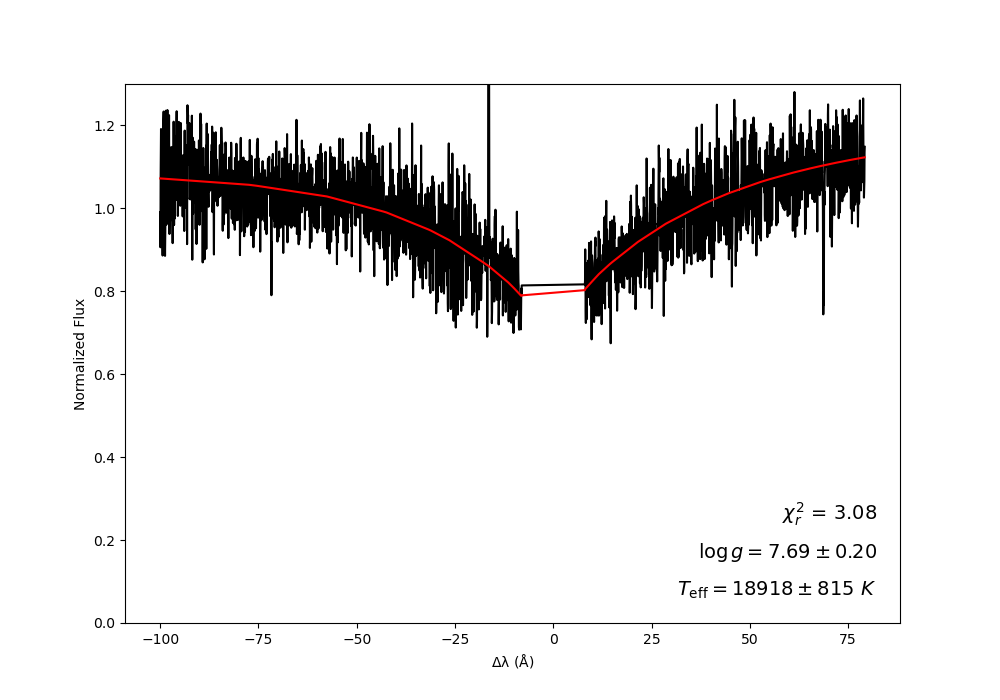 1.2
1.0
0.8
0.6
0.4
0.2
0.0
Normalized Flux
χ²ᵣ = 3.08
log g = 7.69 ± 0.20
T_eff = 18918 ± 815 K
−100 −75 −50 −25 0 25 50 75
Δλ (Å)